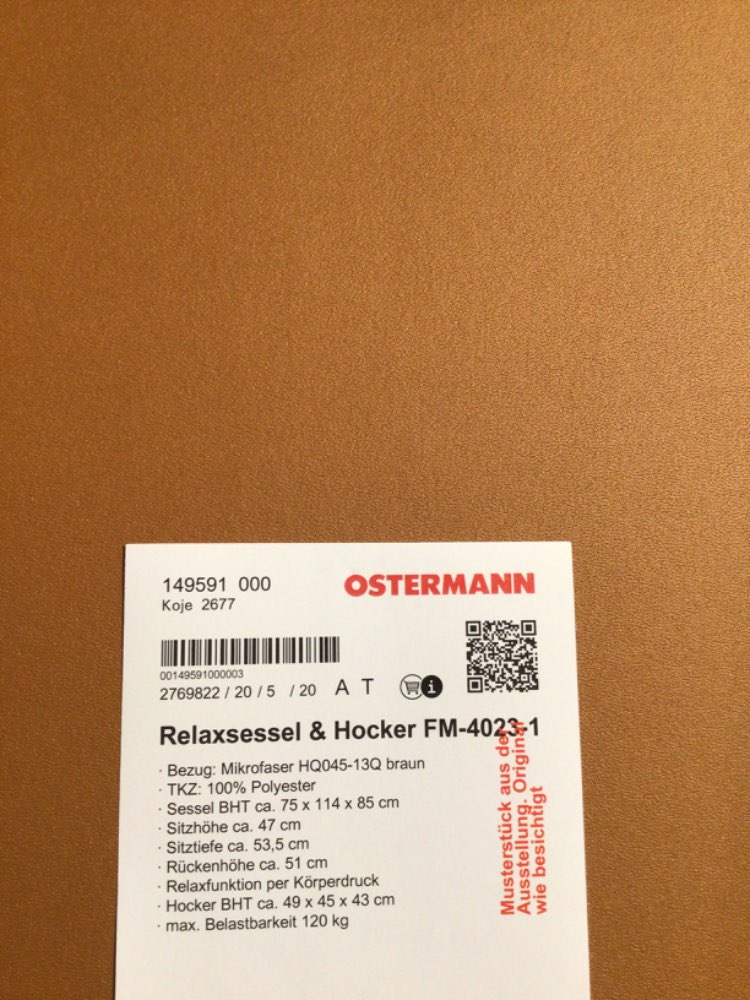 149591 000
OSTERMANN
Koje 2677
00149591000003
2769822 / 20 / 5 / 20 A T
Relaxsessel & Hocker FM-4023-1
· Bezug: Mikrofaser HQ045-13Q braun
· TKZ: 100% Polyester
· Sessel BHT ca. 75 x 114 x 85 cm
· Sitzhöhe ca. 47 cm
· Sitztiefe ca. 53,5 cm
· Rückenhöhe ca. 51 cm
· Relaxfunktion per Körperdruck
· Hocker BHT ca. 49 x 45 x 43 cm
· max. Belastbarkeit 120 kg
Musterstück aus der
Ausstellung. Original
wie besichtigt